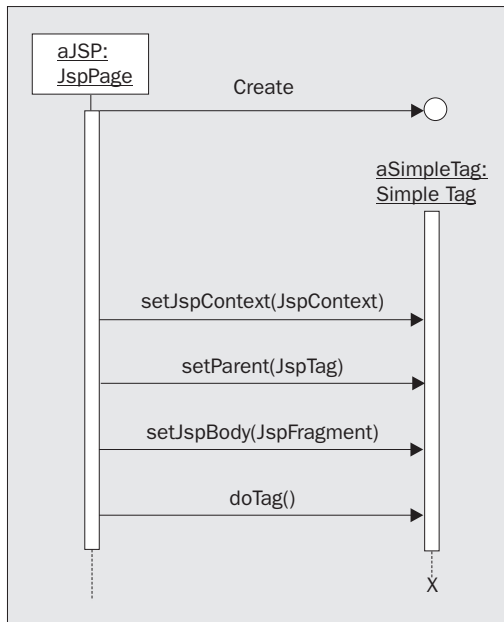 aJSP:
JspPage
Create
aSimpleTag:
Simple Tag
setJspContext(JspContext)
setParent(JspTag)
setJspBody(JspFragment)
doTag()
X